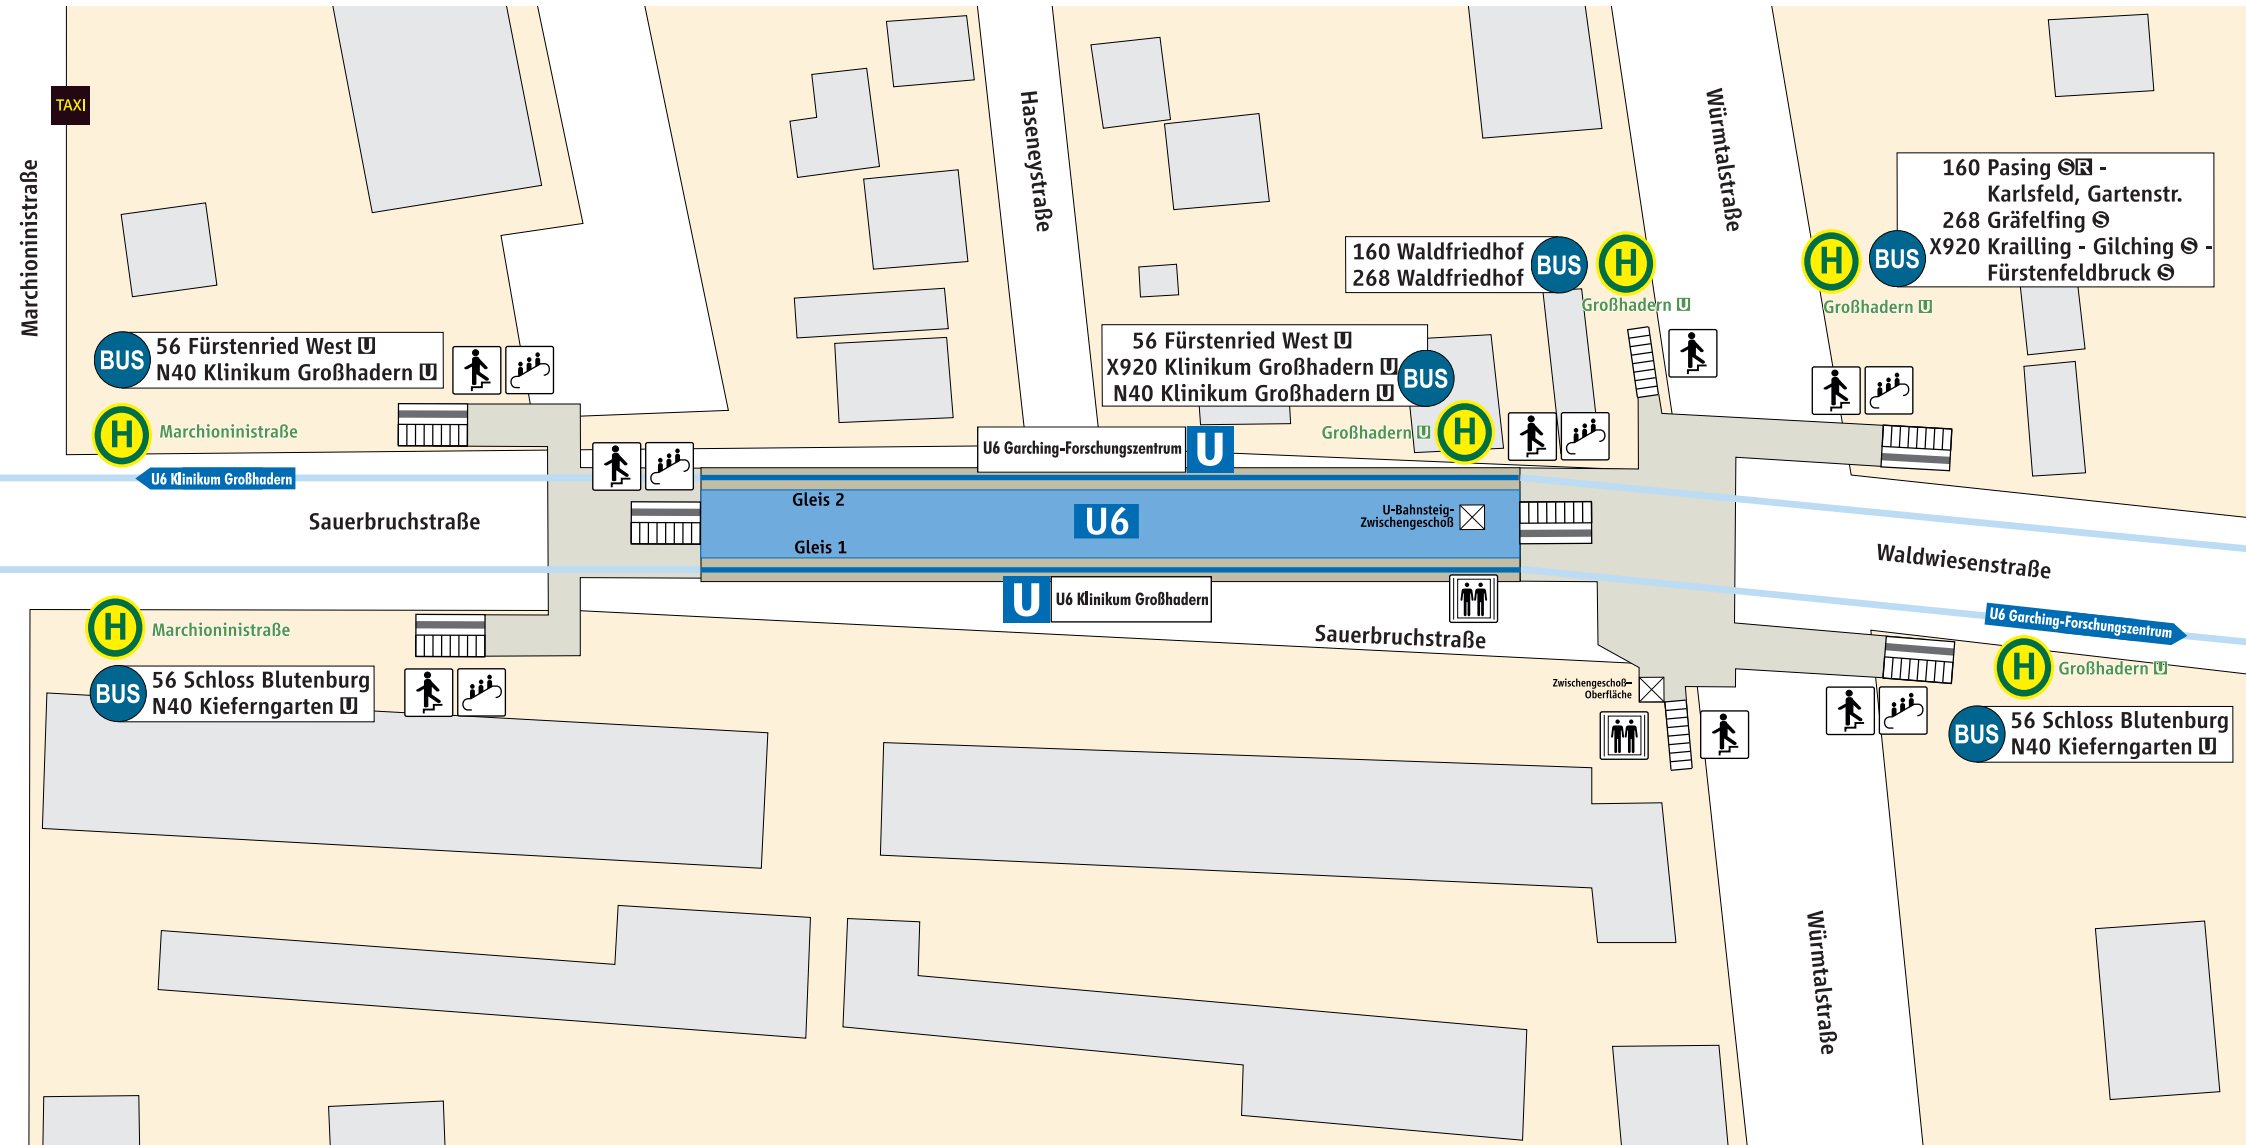 TAXI
Marchioninistraße
Haseneystraße
Würmtalstraße
160 Pasing S R -
Karlsfeld, Gartenstr.
268 Gräfelfing S
X920 Krailling - Gilching S -
Fürstenfeldbruck S
BUS
H
Großhadern U
160 Waldfriedhof
268 Waldfriedhof
BUS
H
Großhadern U
BUS
56 Fürstenried West U
N40 Klinikum Großhadern U
H
Marchioninistraße
56 Fürstenried West U
X920 Klinikum Großhadern U
N40 Klinikum Großhadern U
BUS
Großhadern U
H
U6 Garching-Forschungszentrum
U
U6 Klinikum Großhadern
Sauerbruchstraße
Gleis 2
U6
U-Bahnsteig-
Zwischengeschoß
Gleis 1
Waldwiesenstraße
U
U6 Klinikum Großhadern
Sauerbruchstraße
U6 Garching-Forschungszentrum
H
Marchioninistraße
BUS
56 Schloss Blutenburg
N40 Kieferngarten U
Zwischengeschoß-
Oberfläche
H
Großhadern U
BUS
56 Schloss Blutenburg
N40 Kieferngarten U
Würmtalstraße